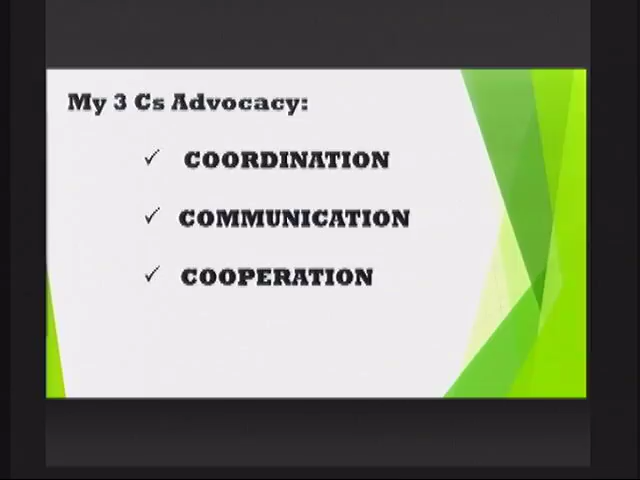 My 3 Cs Advocacy:
✓ COORDINATION
✓ COMMUNICATION
✓ COOPERATION